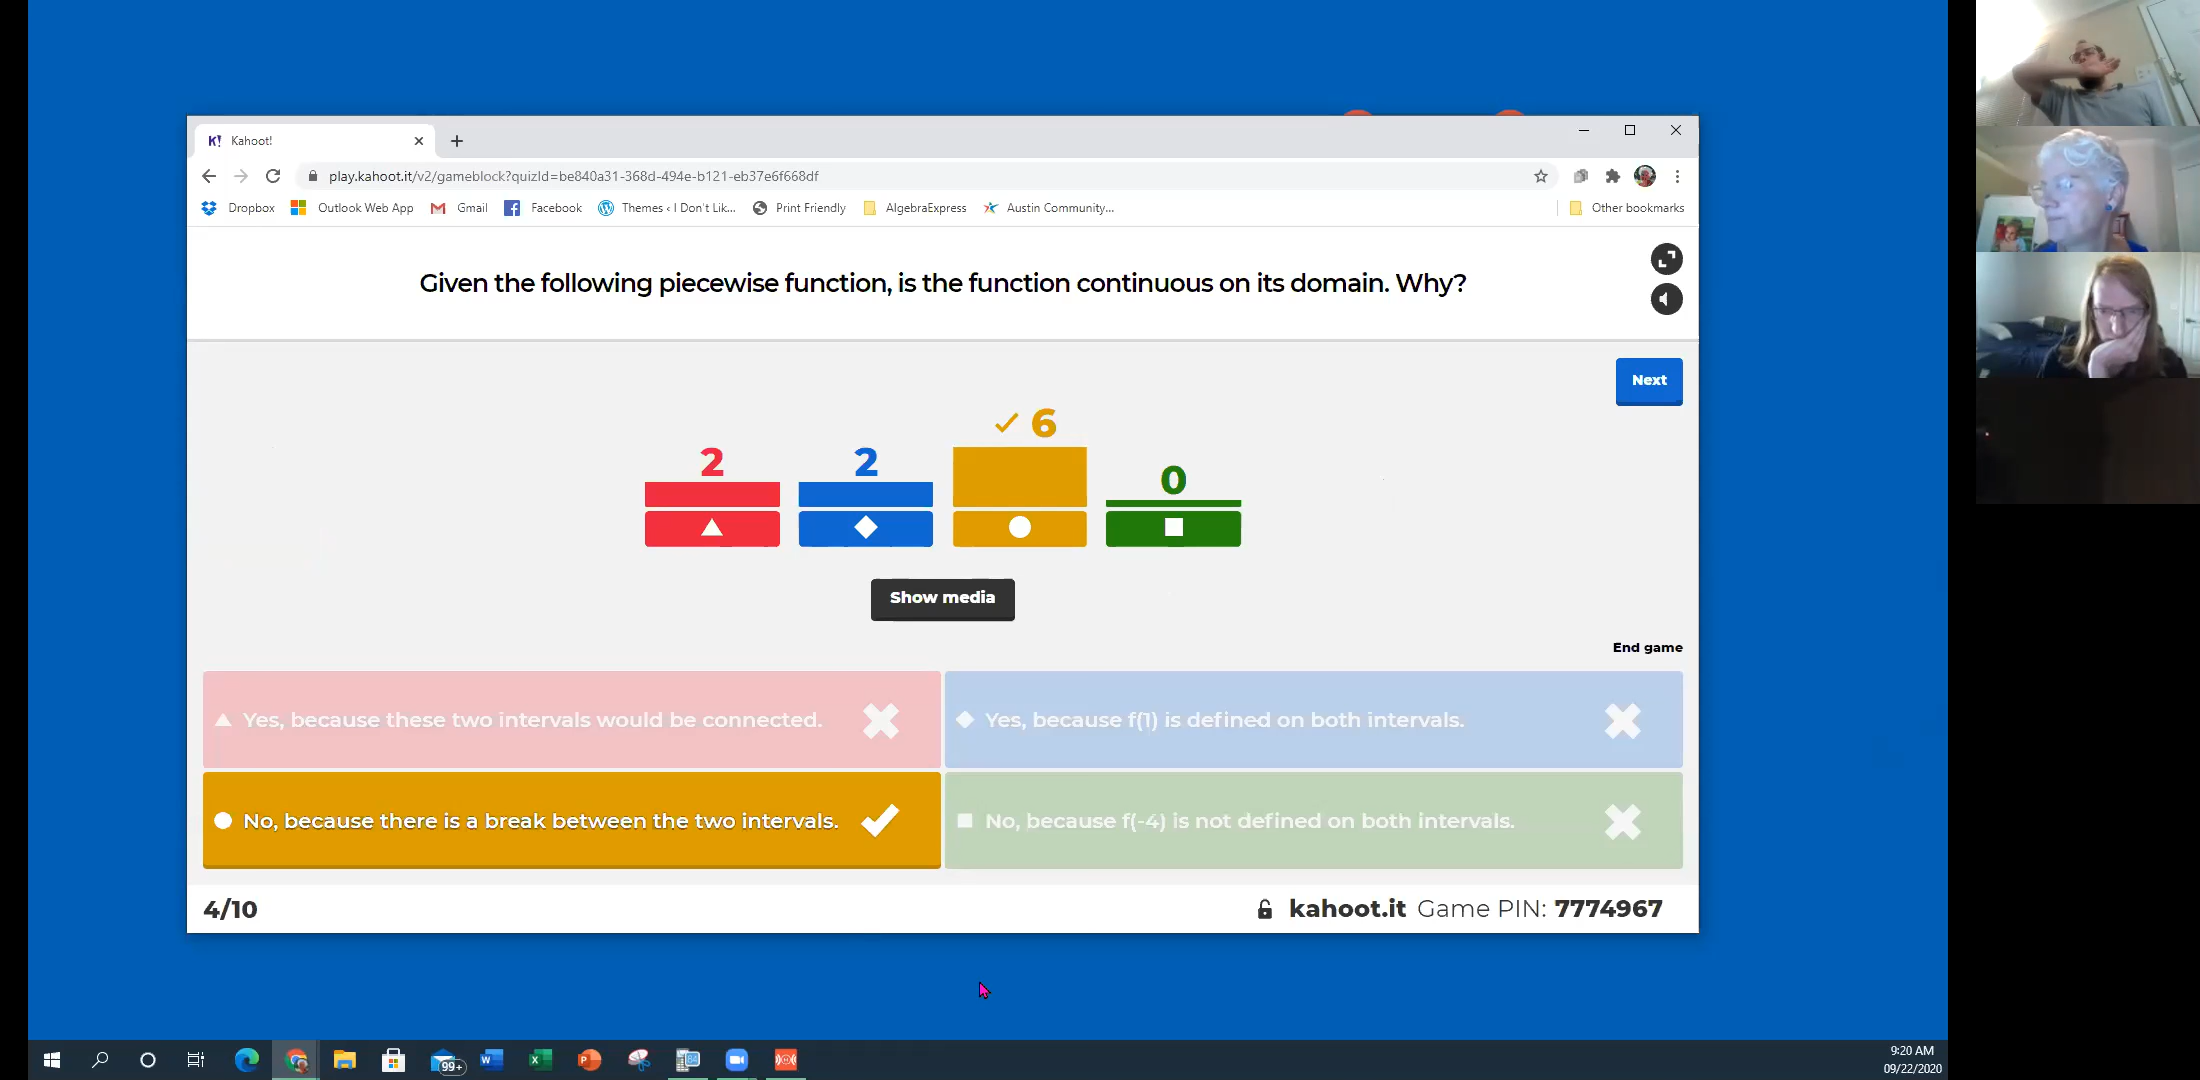 Kahoot!
play.kahoot.it/v2/gameblock?quizId=be840a31-368d-494e-b121-eb37e6f668df
Dropbox Outlook Web App Gmail Facebook Themes ‹ I Don't Lik... Print Friendly AlgebraExpress Austin Community... Other bookmarks
Given the following piecewise function, is the function continuous on its domain. Why?
Next
2 2 6 0
Show media
End game
Yes, because these two intervals would be connected.
Yes, because f(1) is defined on both intervals.
No, because there is a break between the two intervals.
No, because f(-4) is not defined on both intervals.
4/10
kahoot.it Game PIN: 7774967
99+
9:20 AM
09/22/2020